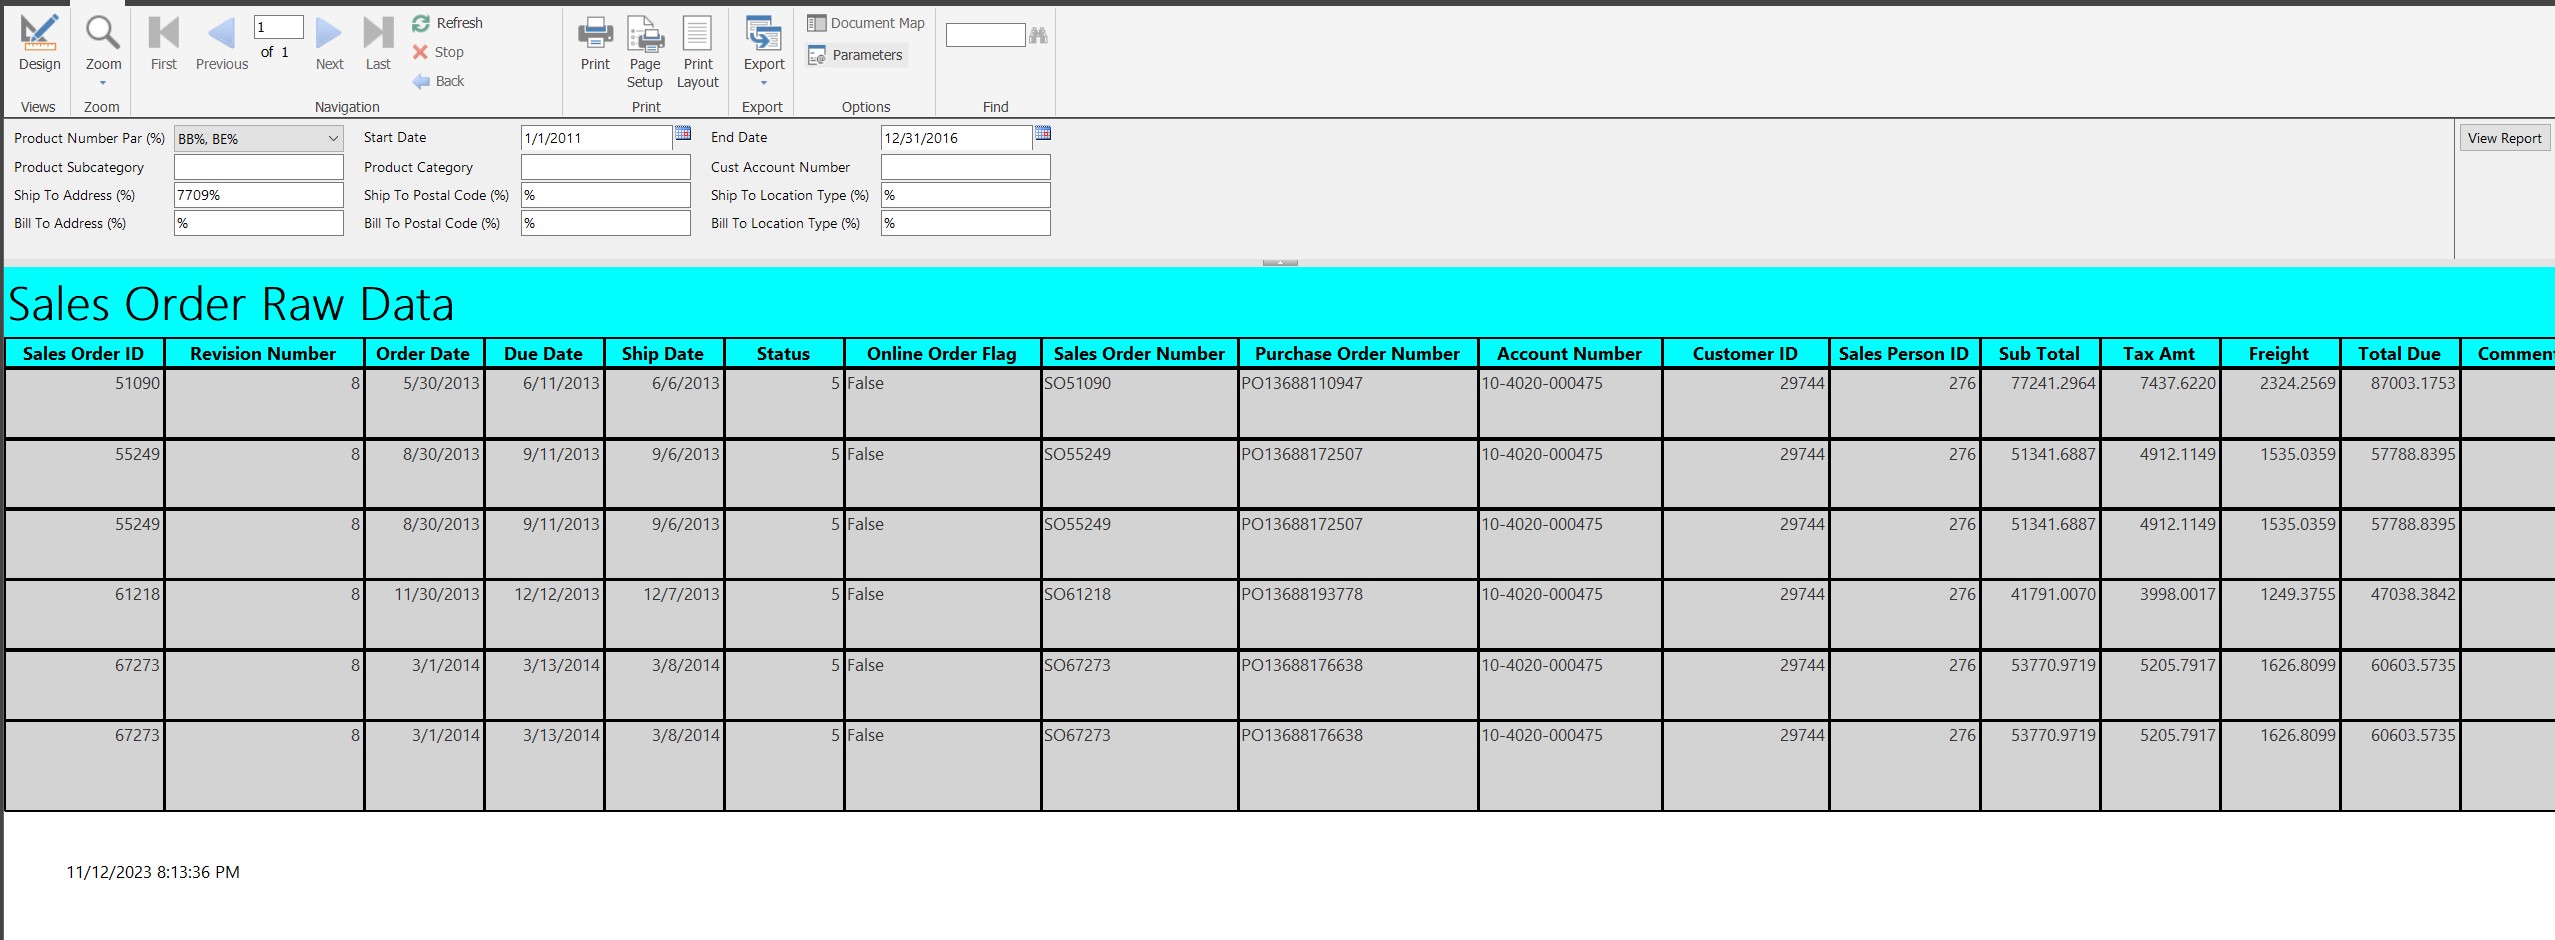 Design
Views
Zoom
Zoom
First
Previous
1
of 1
Next
Last
Refresh
Stop
Back
Navigation
Print
Page Setup
Print Layout
Print
Export
Export
Document Map
Parameters
Options
Find
Product Number Par (%) BB%, BE% Start Date 1/1/2011 End Date 12/31/2016 View Report
Product Subcategory Product Category Cust Account Number
Ship To Address (%) 7709% Ship To Postal Code (%) % Ship To Location Type (%) %
Bill To Address (%) % Bill To Postal Code (%) % Bill To Location Type (%) %
Sales Order Raw Data
Sales Order ID Revision Number Order Date Due Date Ship Date Status Online Order Flag Sales Order Number Purchase Order Number Account Number Customer ID Sales Person ID Sub Total Tax Amt Freight Total Due Commen
51090 8 5/30/2013 6/11/2013 6/6/2013 5 False SO51090 PO13688110947 10-4020-000475 29744 276 77241.2964 7437.6220 2324.2569 87003.1753
55249 8 8/30/2013 9/11/2013 9/6/2013 5 False SO55249 PO13688172507 10-4020-000475 29744 276 51341.6887 4912.1149 1535.0359 57788.8395
55249 8 8/30/2013 9/11/2013 9/6/2013 5 False SO55249 PO13688172507 10-4020-000475 29744 276 51341.6887 4912.1149 1535.0359 57788.8395
61218 8 11/30/2013 12/12/2013 12/7/2013 5 False SO61218 PO13688193778 10-4020-000475 29744 276 41791.0070 3998.0017 1249.3755 47038.3842
67273 8 3/1/2014 3/13/2014 3/8/2014 5 False SO67273 PO13688176638 10-4020-000475 29744 276 53770.9719 5205.7917 1626.8099 60603.5735
67273 8 3/1/2014 3/13/2014 3/8/2014 5 False SO67273 PO13688176638 10-4020-000475 29744 276 53770.9719 5205.7917 1626.8099 60603.5735
11/12/2023 8:13:36 PM